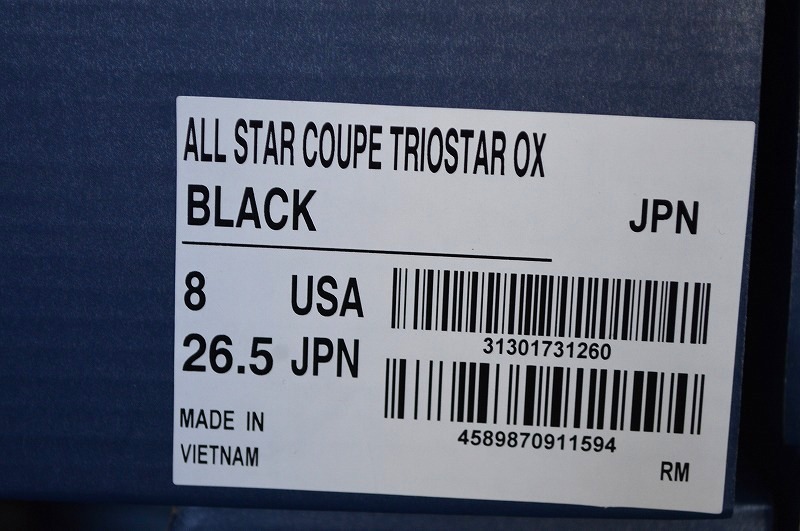 ALL STAR COUPE TRIOSTAR OX
BLACK JPN
8 USA
31301731260
26.5 JPN
4589870911594
MADE IN
VIETNAM
RM